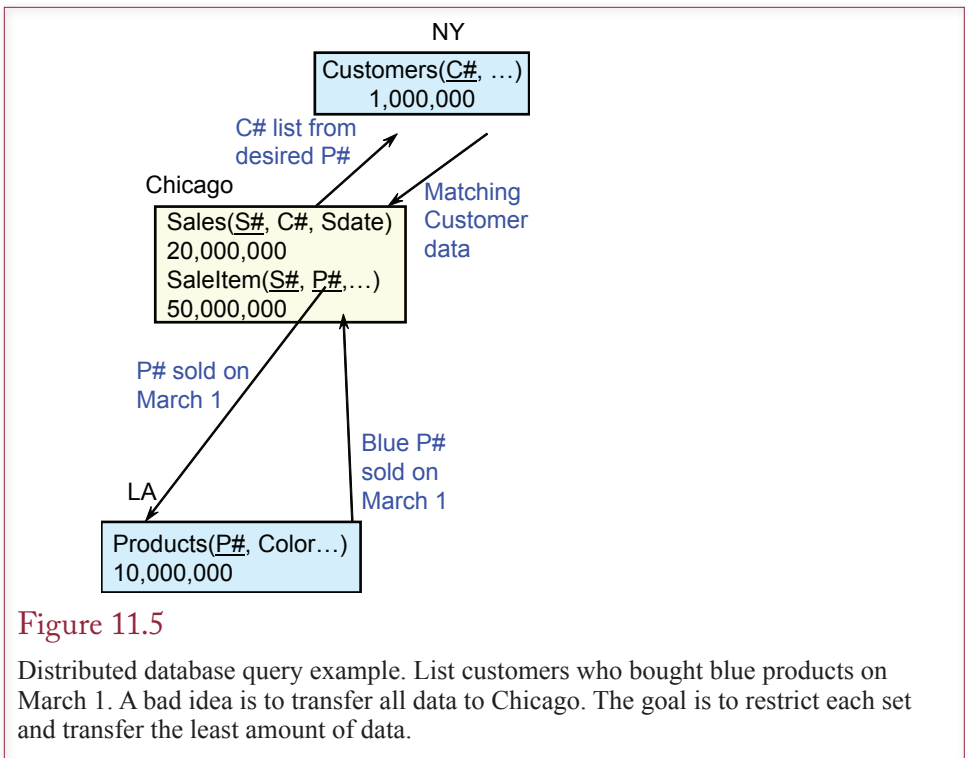 NY
Customers(C#, …)
1,000,000
C# list from
desired P#
Chicago
Matching
Customer
data
Sales(S#, C#, Sdate)
20,000,000
SaleItem(S#, P#,…)
50,000,000
P# sold on
March 1
Blue P#
sold on
March 1
LA
Products(P#, Color…)
10,000,000
Figure 11.5
Distributed database query example. List customers who bought blue products on
March 1. A bad idea is to transfer all data to Chicago. The goal is to restrict each set
and transfer the least amount of data.